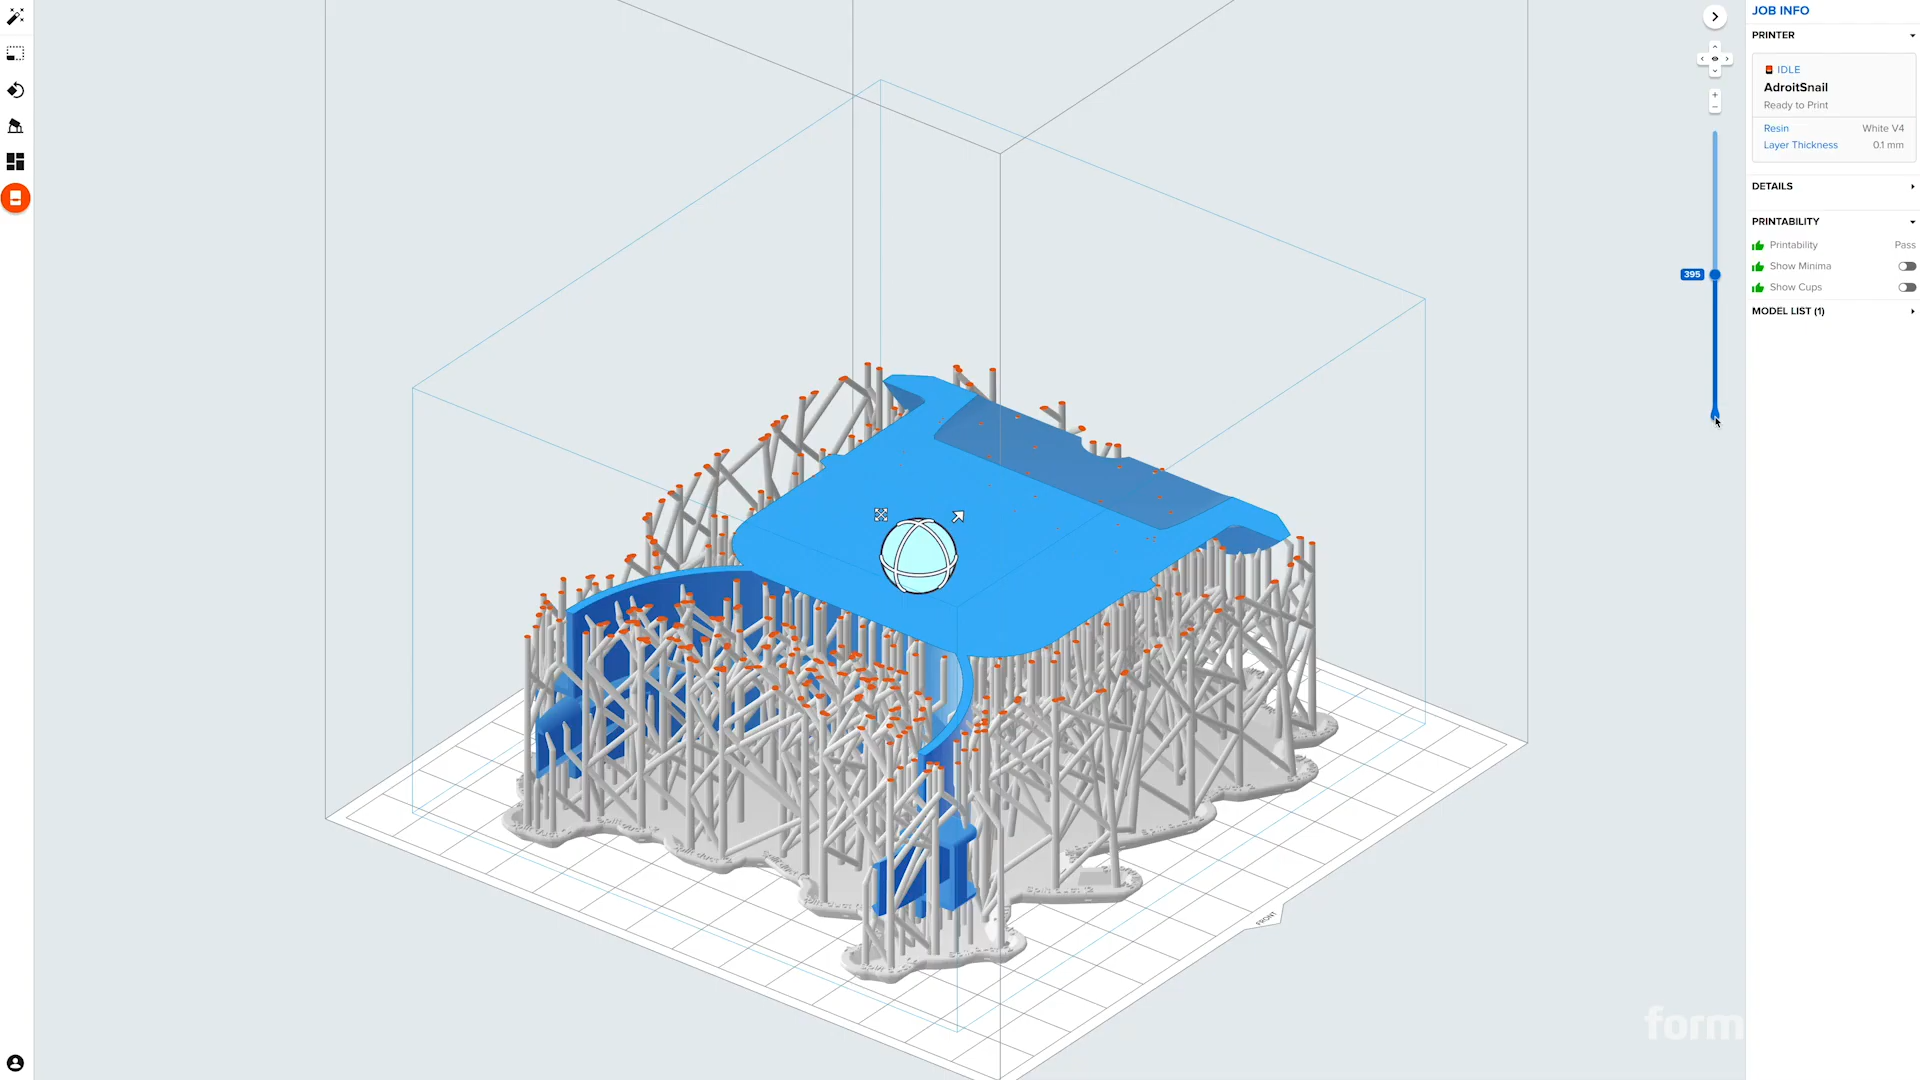 JOB INFO
PRINTER
IDLE
AdroitSnail
Ready to Print
Resin White V4
Layer Thickness 0.1 mm
DETAILS
PRINTABILITY
Printability Pass
Show Minima
Show Cups
MODEL LIST (1)
395
FRONT
form